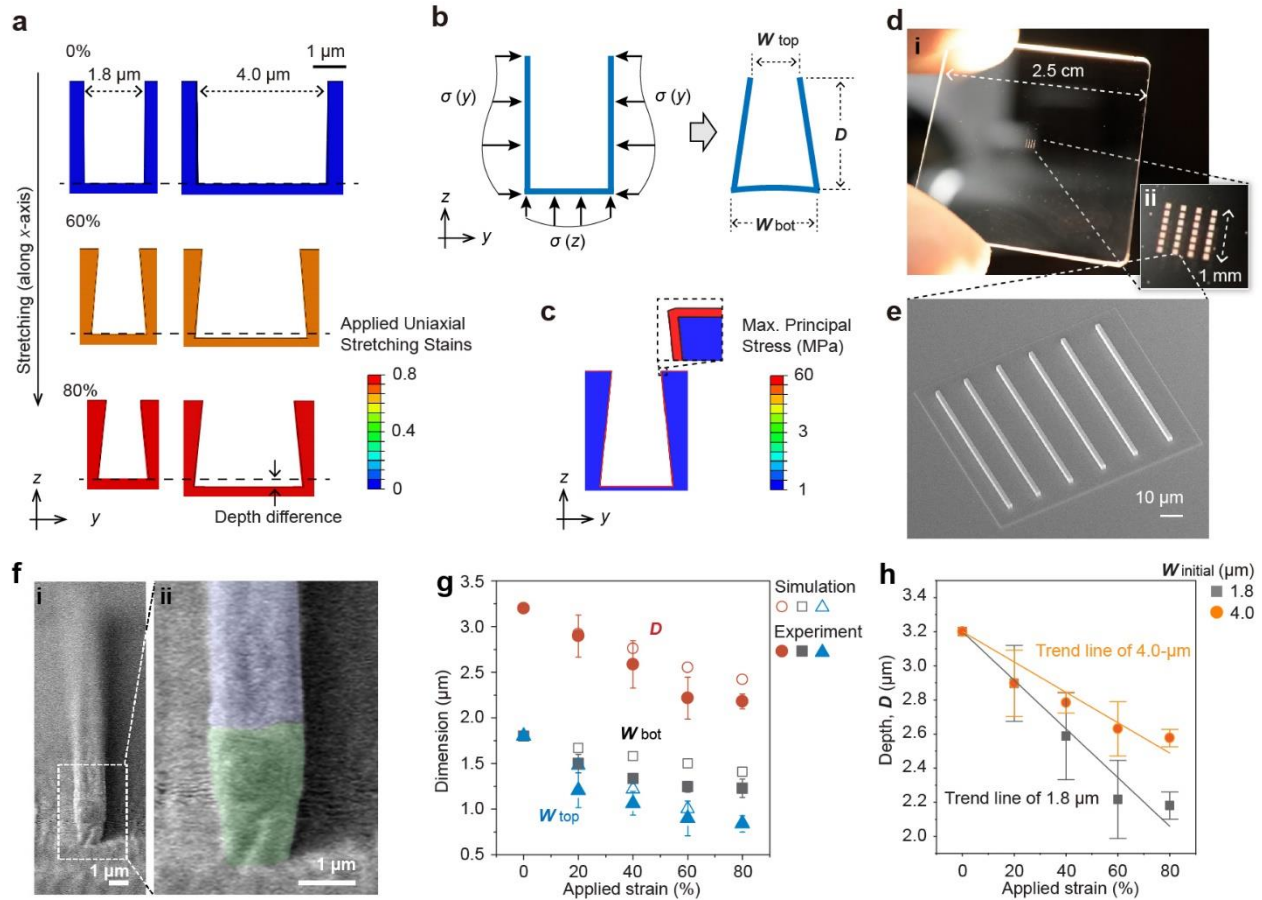 a
0%
1 μm
1.8 μm
4.0 μm
Stretching (along x-axis)
60%
Applied Uniaxial
Stretching Stains
80%
0.8
0.4
0
Depth difference
z
y
b
W top
σ (y)
σ (y)
D
z
y
σ (z)
W bot
c
Max. Principal
Stress (MPa)
60
3
1
z
y
d
i
2.5 cm
ii
1 mm
e
10 μm
f
i
ii
1 μm
1 μm
g
Simulation
Experiment
D
W bot
W top
Dimension (μm)
3.5
3.0
2.5
2.0
1.5
1.0
0.5
0 20 40 60 80
Applied strain (%)
h
W initial (μm)
1.8
4.0
Trend line of 4.0-μm
Trend line of 1.8 μm
Depth, D (μm)
3.4
3.2
3.0
2.8
2.6
2.4
2.2
2.0
0 20 40 60 80
Applied strain (%)